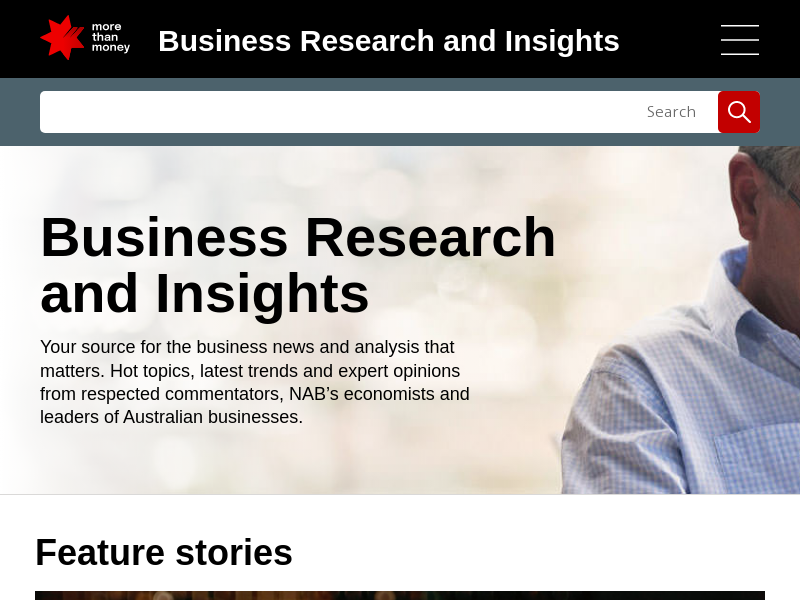 more
than
money
Business Research and Insights
Search
Business Research
and Insights
Your source for the business news and analysis that
matters. Hot topics, latest trends and expert opinions
from respected commentators, NAB’s economists and
leaders of Australian businesses.
Feature stories